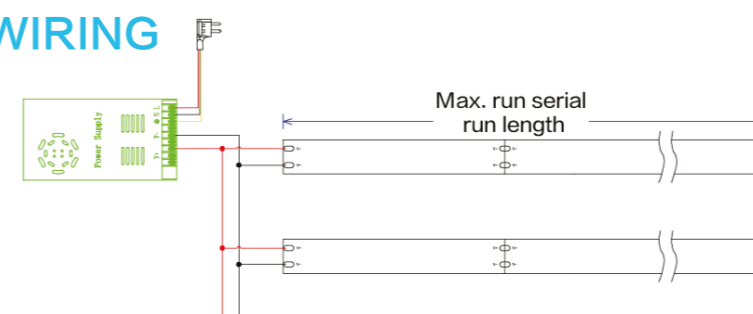 WIRING
Max. run serial
run length
Power Supply
L
N
V-
V+